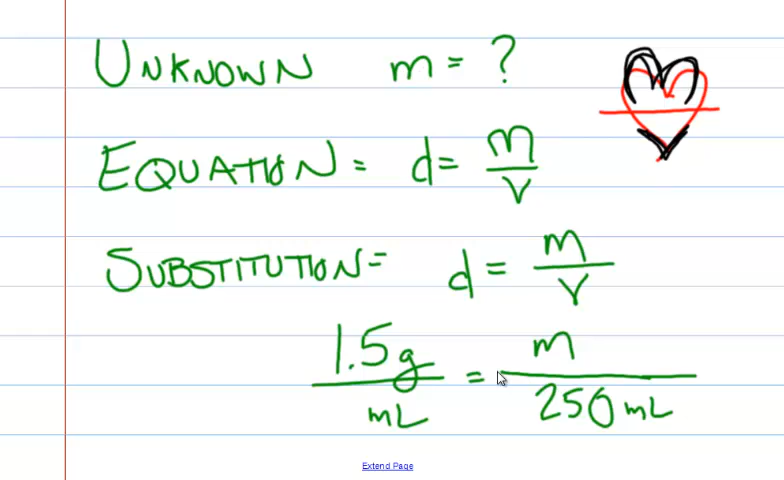 UNKNOWN m = ?
EQUATION = d = m/v
SUBSTITUTION = d = m/v
1.5g/mL = m/250mL
Extend Page